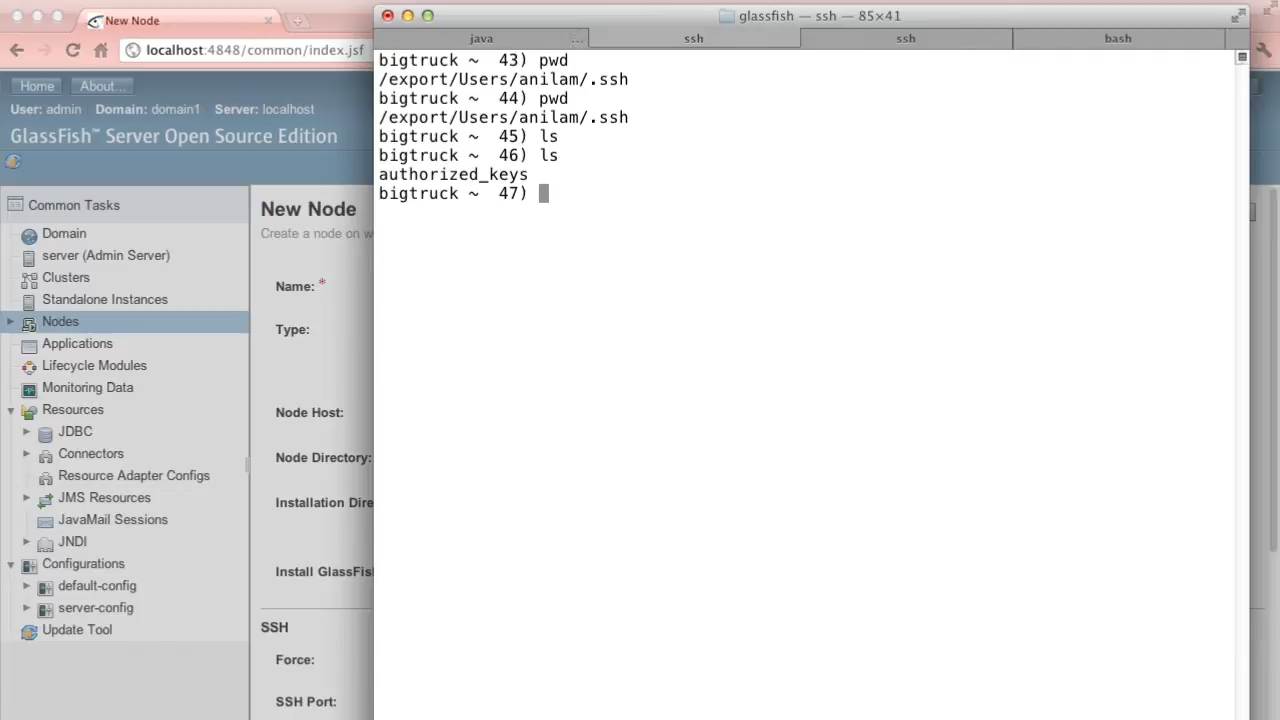 New Node
glassfish — ssh — 85×41
localhost:4848/common/index.jsf
java ...
ssh
ssh
bash
bigtruck ~  43) pwd
/export/Users/anilam/.ssh
bigtruck ~  44) pwd
/export/Users/anilam/.ssh
bigtruck ~  45) ls
bigtruck ~  46) ls
authorized_keys
bigtruck ~  47)
Home
About...
User: admin Domain: domain1 Server: localhost
GlassFish™ Server Open Source Edition
Common Tasks
Domain
server (Admin Server)
Clusters
Standalone Instances
Nodes
Applications
Lifecycle Modules
Monitoring Data
Resources
JDBC
Connectors
Resource Adapter Configs
JMS Resources
JavaMail Sessions
JNDI
Configurations
default-config
server-config
Update Tool
New Node
Create a node on w
Name: *
Type:
Node Host:
Node Directory:
Installation Dire
Install GlassFis
SSH
Force:
SSH Port: